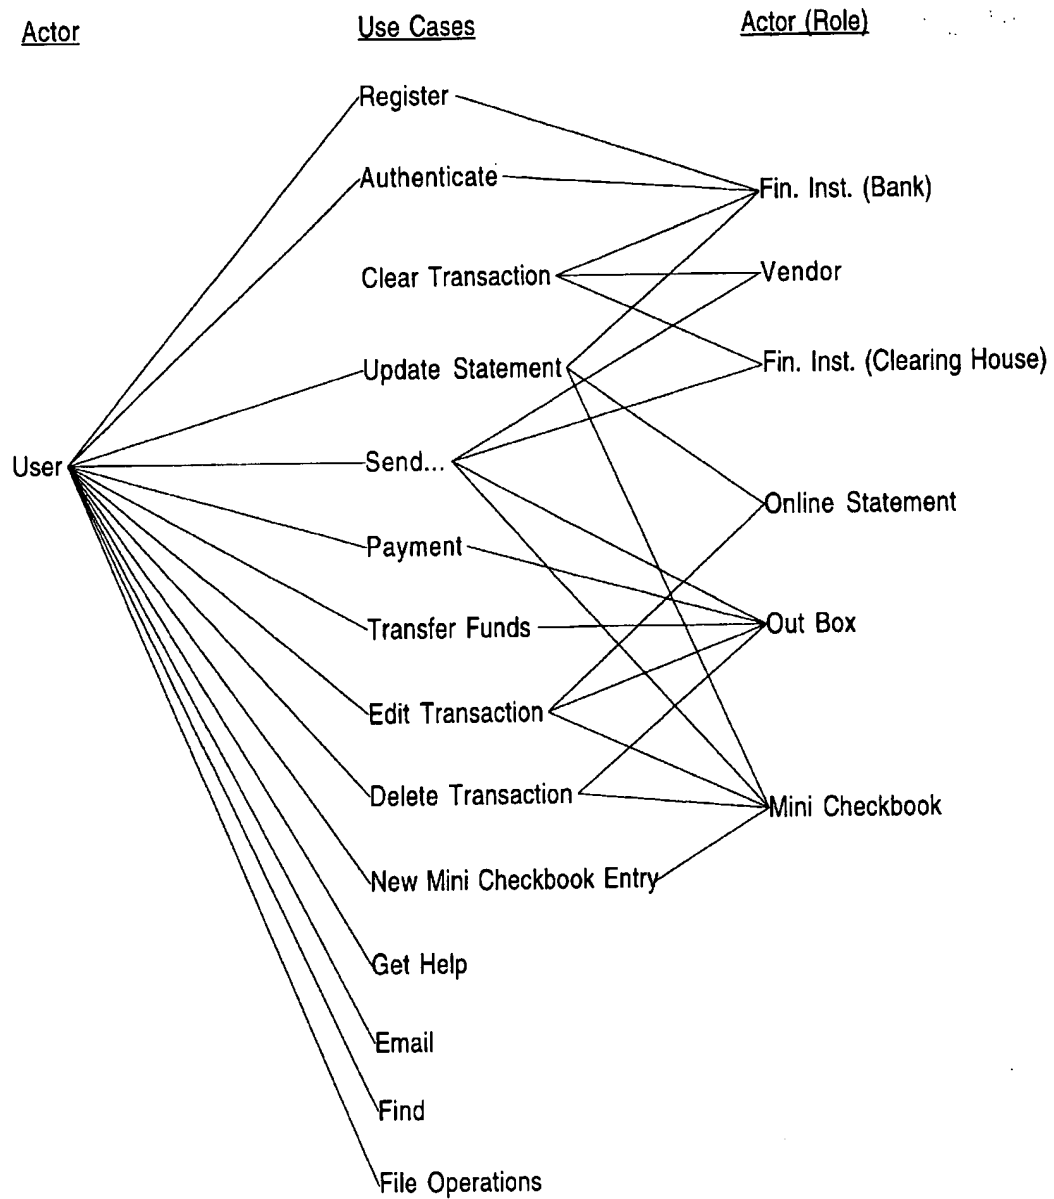 Actor
Use Cases
Actor (Role)
Register
Authenticate
Fin. Inst. (Bank)
Clear Transaction
Vendor
Update Statement
Fin. Inst. (Clearing House)
User
Send...
Online Statement
Payment
Transfer Funds
Out Box
Edit Transaction
Delete Transaction
Mini Checkbook
New Mini Checkbook Entry
Get Help
Email
Find
File Operations